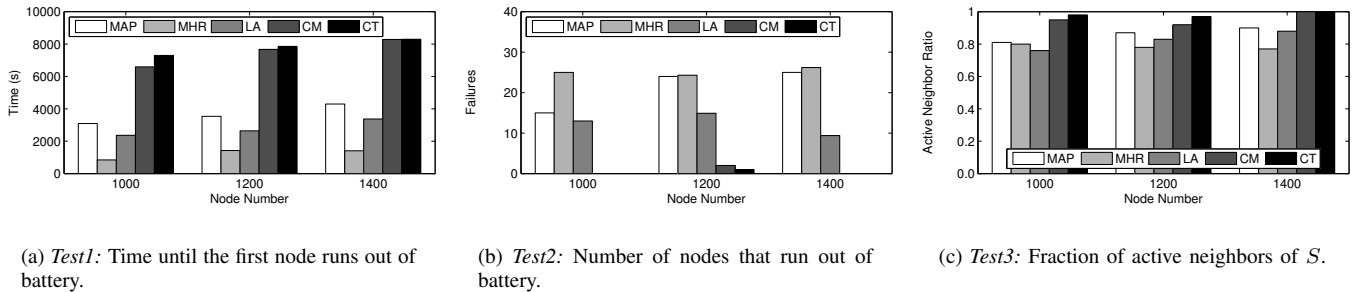 10000
8000
6000
4000
2000
0
Time (s)
MAP MHR LA CM CT
1000 1200 1400
Node Number
40
30
20
10
0
Failures
MAP MHR LA CM CT
1000 1200 1400
Node Number
1
0.8
0.6
0.4
0.2
0.0
Active Neighbor Ratio
MAP MHR LA CM CT
1000 1200 1400
Node Number
(a) Test1: Time until the first node runs out of
battery.
(b) Test2: Number of nodes that run out of
battery.
(c) Test3: Fraction of active neighbors of S.